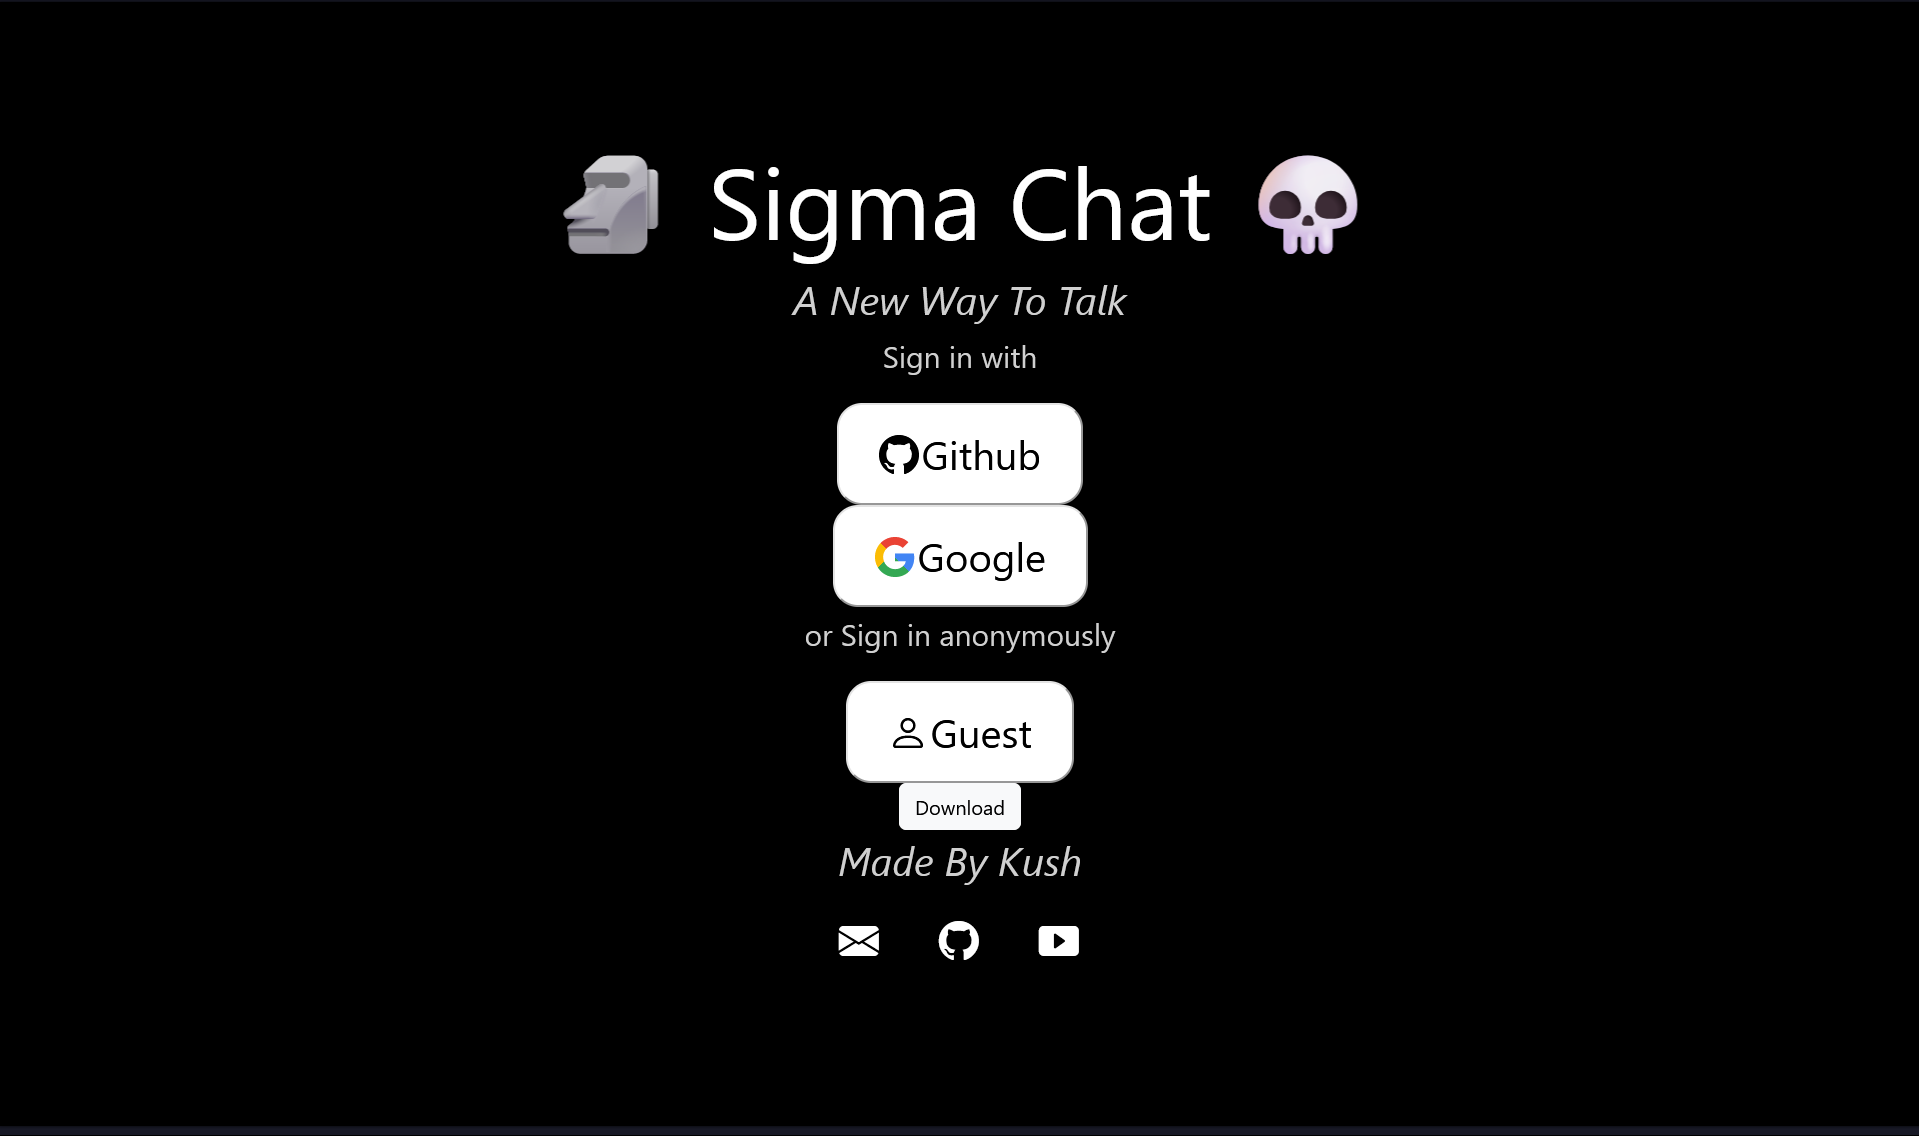 Sigma Chat
A New Way To Talk
Sign in with
Github
Google
or Sign in anonymously
Guest
Download
Made By Kush